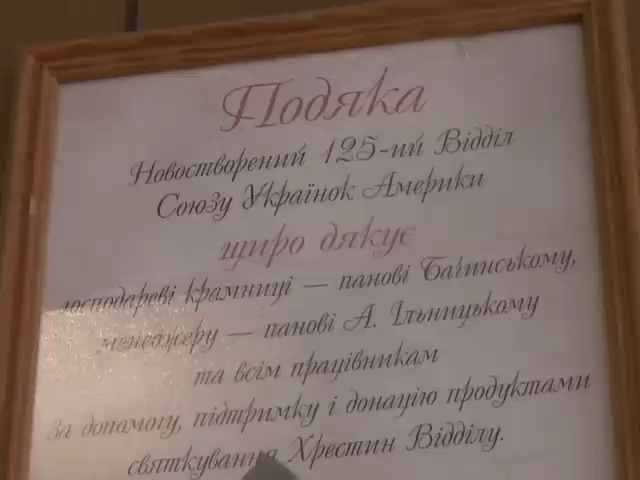 Подяка
Новостворений 125-ий Відділ
Союзу Українок Америки
щиро дякує
господареві крамниці — панові Бачинському,
менеджеру — панові А. Ільницькому
та всім працівникам
за допомогу, підтримку і донацію продуктами
святкування Хрестин Відділу.